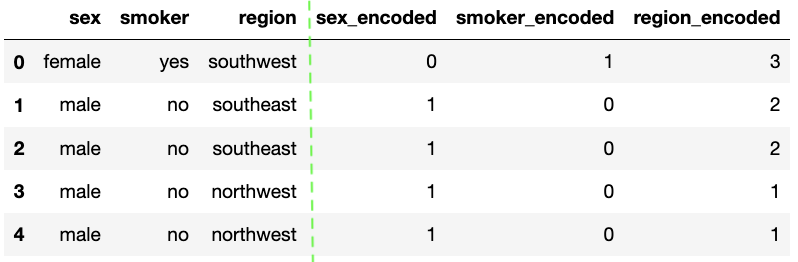 sex smoker region sex_encoded smoker_encoded region_encoded
0 female yes southwest 0 1 3
1 male no southeast 1 0 2
2 male no southeast 1 0 2
3 male no northwest 1 0 1
4 male no northwest 1 0 1